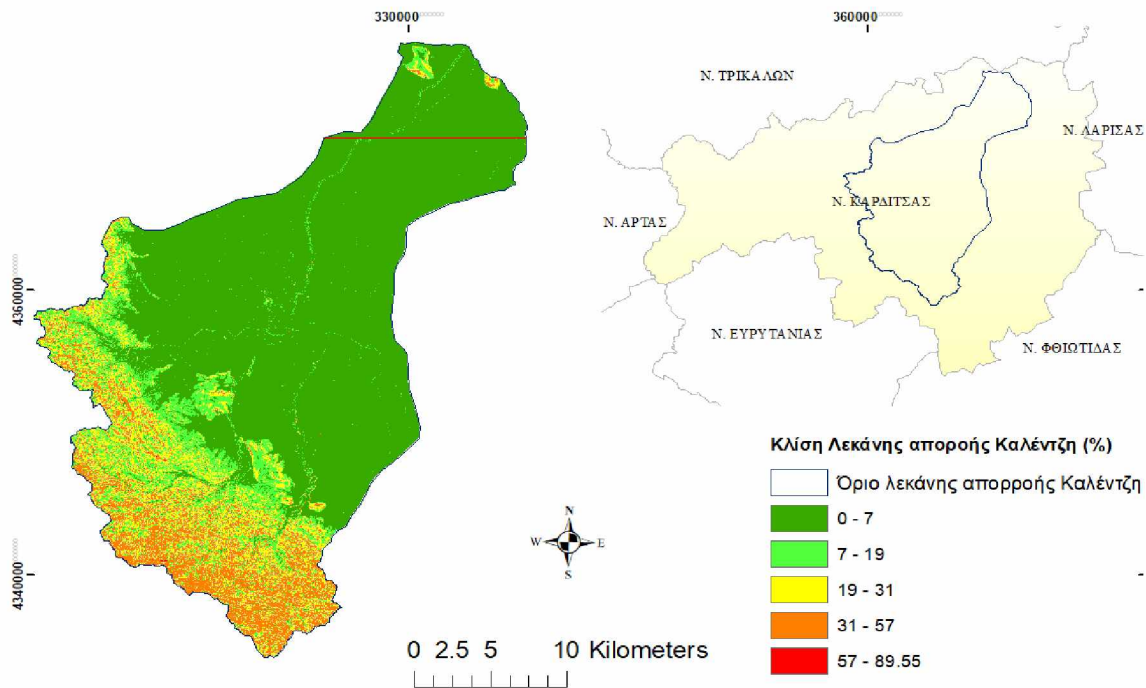 330000
360000
4360000
4340000
Ν. ΤΡΙΚΑΛΩΝ
Ν. ΛΑΡΙΣΑΣ
Ν. ΚΑΡΔΙΤΣΑΣ
Ν. ΑΡΤΑΣ
Ν. ΕΥΡΥΤΑΝΙΑΣ
Ν. ΦΘΙΩΤΙΔΑΣ
Κλίση Λεκάνης αποροής Καλέντζη (%)
Όριο λεκάνης απορροής Καλέντζη
0 - 7
7 - 19
19 - 31
31 - 57
57 - 89.55
N
W E
S
0 2.5 5 10 Kilometers